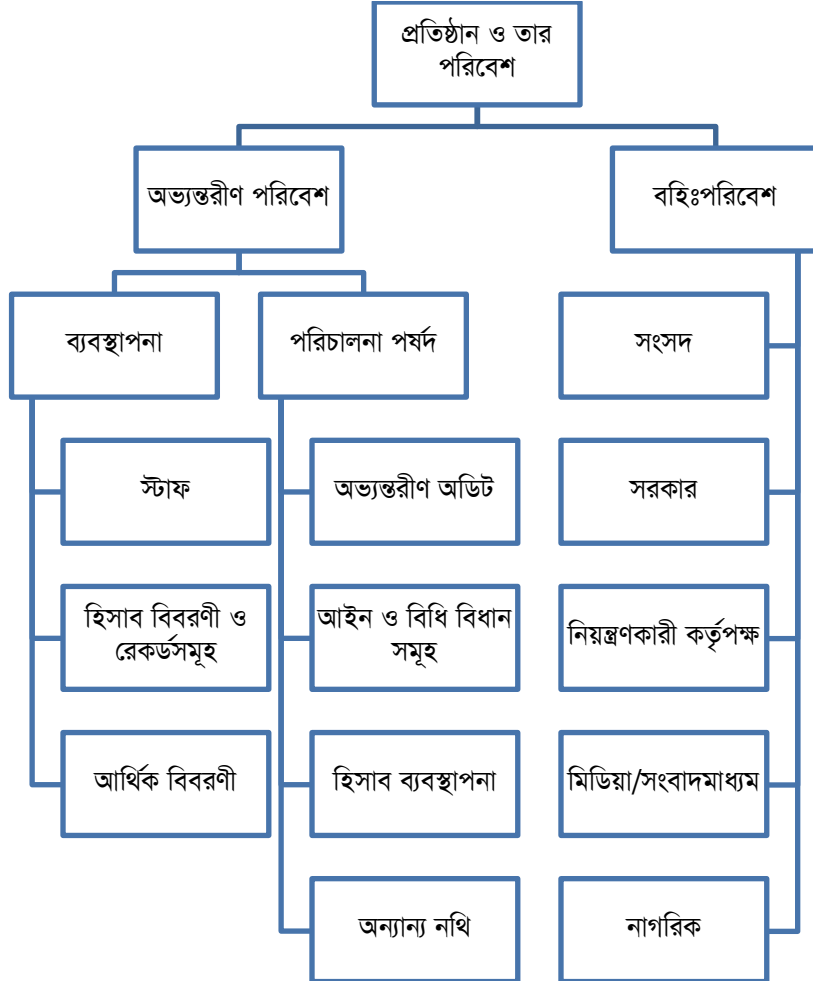 প্রতিষ্ঠান ও তার
পরিবেশ
অভ্যন্তরীণ পরিবেশ
বহিঃপরিবেশ
ব্যবস্থাপনা
পরিচালনা পর্ষদ
সংসদ
স্টাফ
অভ্যন্তরীণ অডিট
সরকার
হিসাব বিবরণী ও
রেকর্ডসমূহ
আইন ও বিধি বিধান
সমূহ
নিয়ন্ত্রণকারী কর্তৃপক্ষ
আর্থিক বিবরণী
হিসাব ব্যবস্থাপনা
মিডিয়া/সংবাদমাধ্যম
অন্যান্য নথি
নাগরিক